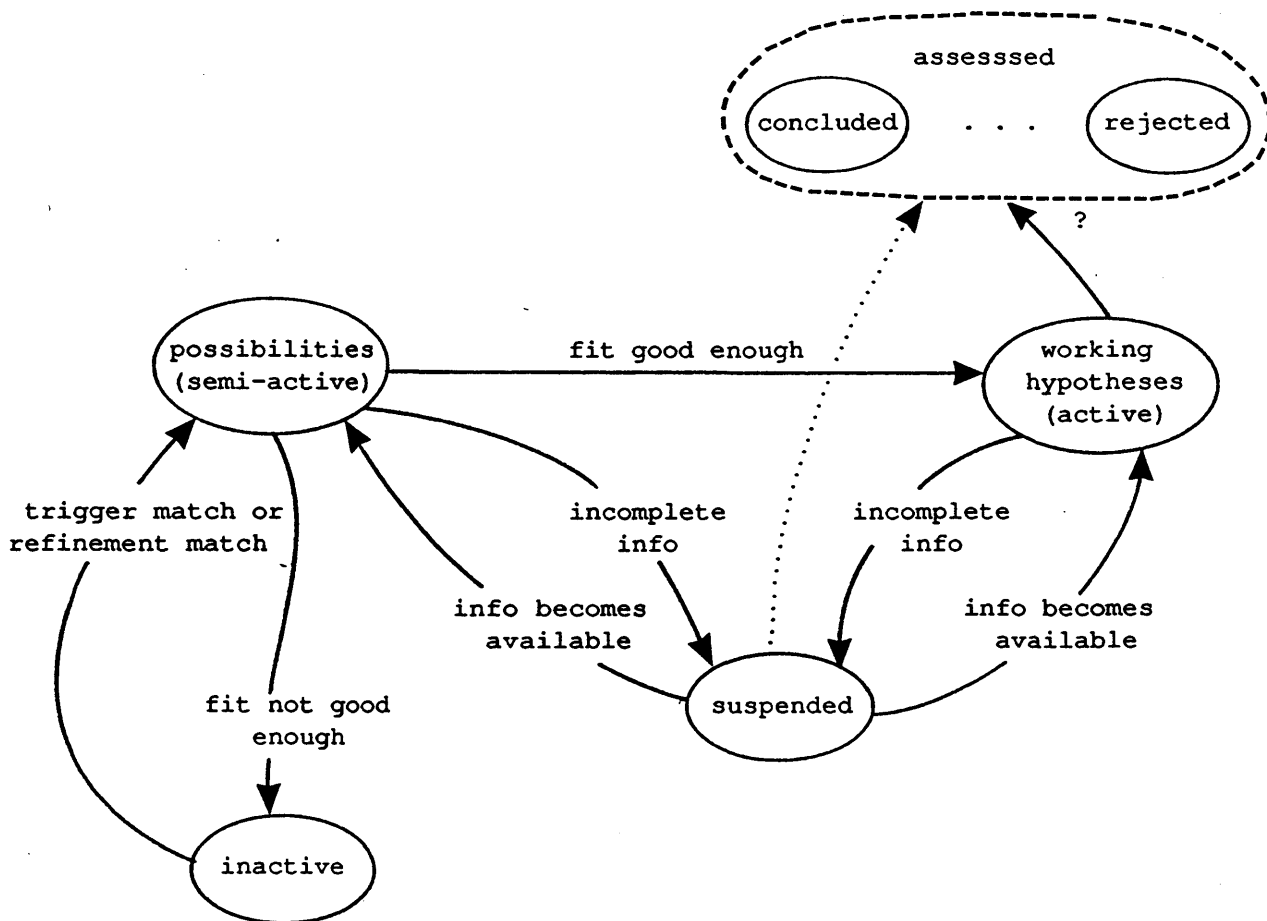 assesssed
concluded
. . .
rejected
?
possibilities
(semi-active)
fit good enough
working
hypotheses
(active)
trigger match or
refinement match
incomplete
info
incomplete
info
info becomes
available
info becomes
available
suspended
fit not good
enough
inactive